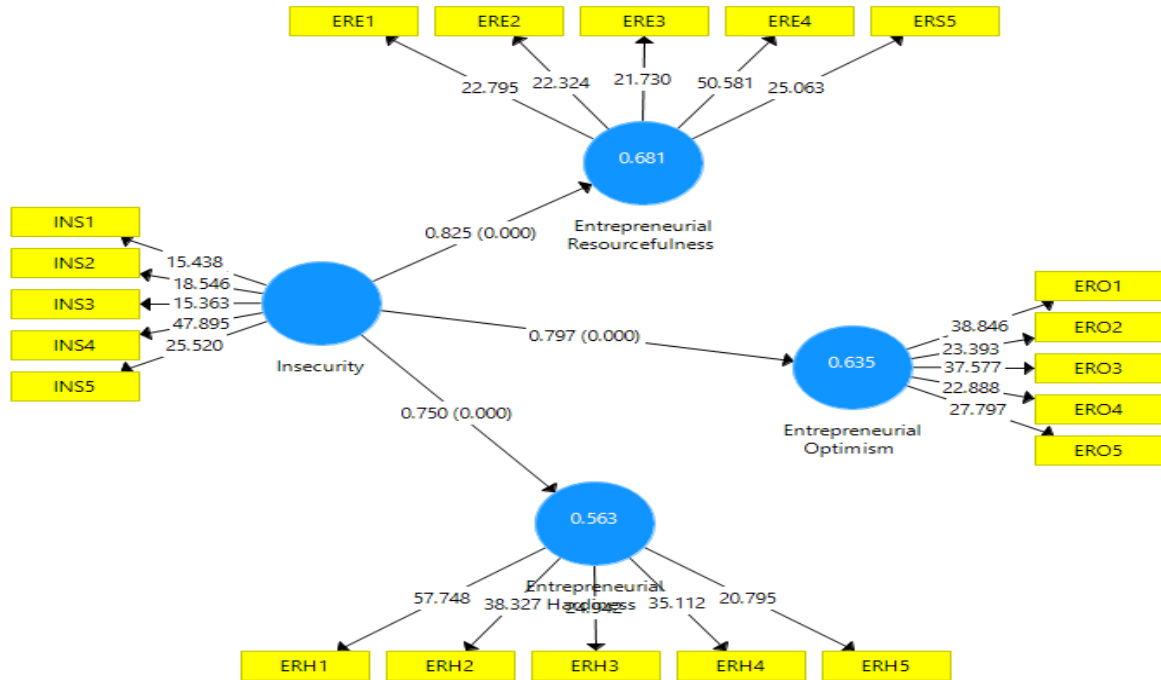 ERE1
ERE2
ERE3
ERE4
ERS5
22.795
22.324
21.730
50.581
25.063
0.681
Entrepreneurial
Resourcefulness
INS1
INS2
INS3
INS4
INS5
15.438
18.546
15.363
47.895
25.520
Insecurity
0.825 (0.000)
0.797 (0.000)
0.750 (0.000)
ERO1
ERO2
ERO3
ERO4
ERO5
38.846
23.393
37.577
22.888
27.797
0.635
Entrepreneurial
Optimism
0.563
Entrepreneurial
Hardiness
57.748
38.327
24.942
35.112
20.795
ERH1
ERH2
ERH3
ERH4
ERH5